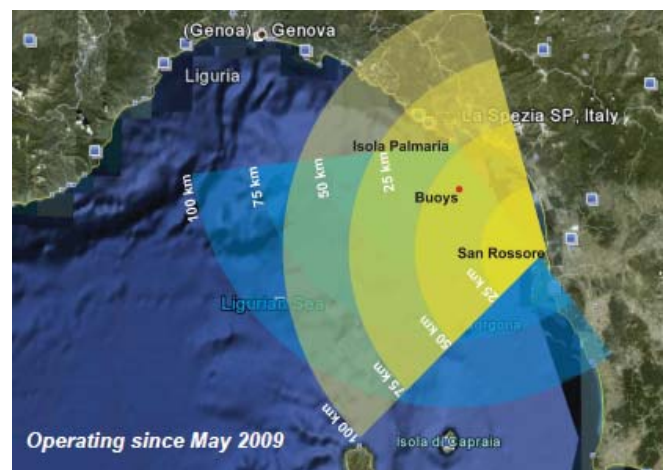 (Genoa) Genova
Liguria
La Spezia SP, Italy
Isola Palmaria
100 km
75 km
50 km
25 km
Buoys
San Rossore
25 km
Ligurian Sea
Gorgona
50 km
75 km
100 km
Operating since May 2009
Isola di Capraia